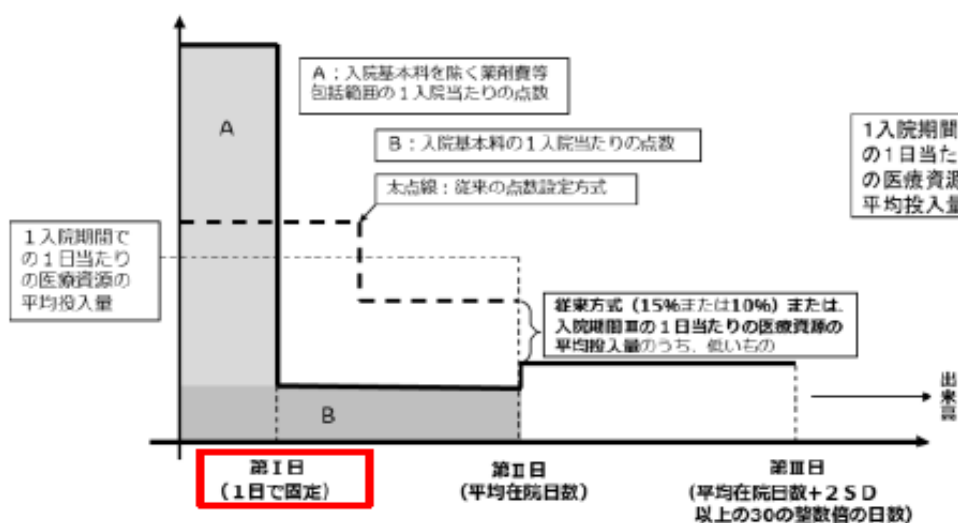 A：入院基本料を除く薬剤費等
包括範囲の１入院当たりの点数
A
B：入院基本料の１入院当たりの点数
太点線：従来の点数設定方式
1入院期間
の1日当た
の医療資源
平均投入量
１入院期間で
の１日当たり
の医療資源の
平均投入量
従来方式（15%または10%）または、
入院期間Ⅲの１日当たりの医療資源の
平均投入量のうち、低いもの
B
出
来
高
第Ⅰ日
（１日で固定）
第Ⅱ日
（平均在院日数）
第Ⅲ日
（平均在院日数+２ＳＤ
以上の30の整数倍の日数）